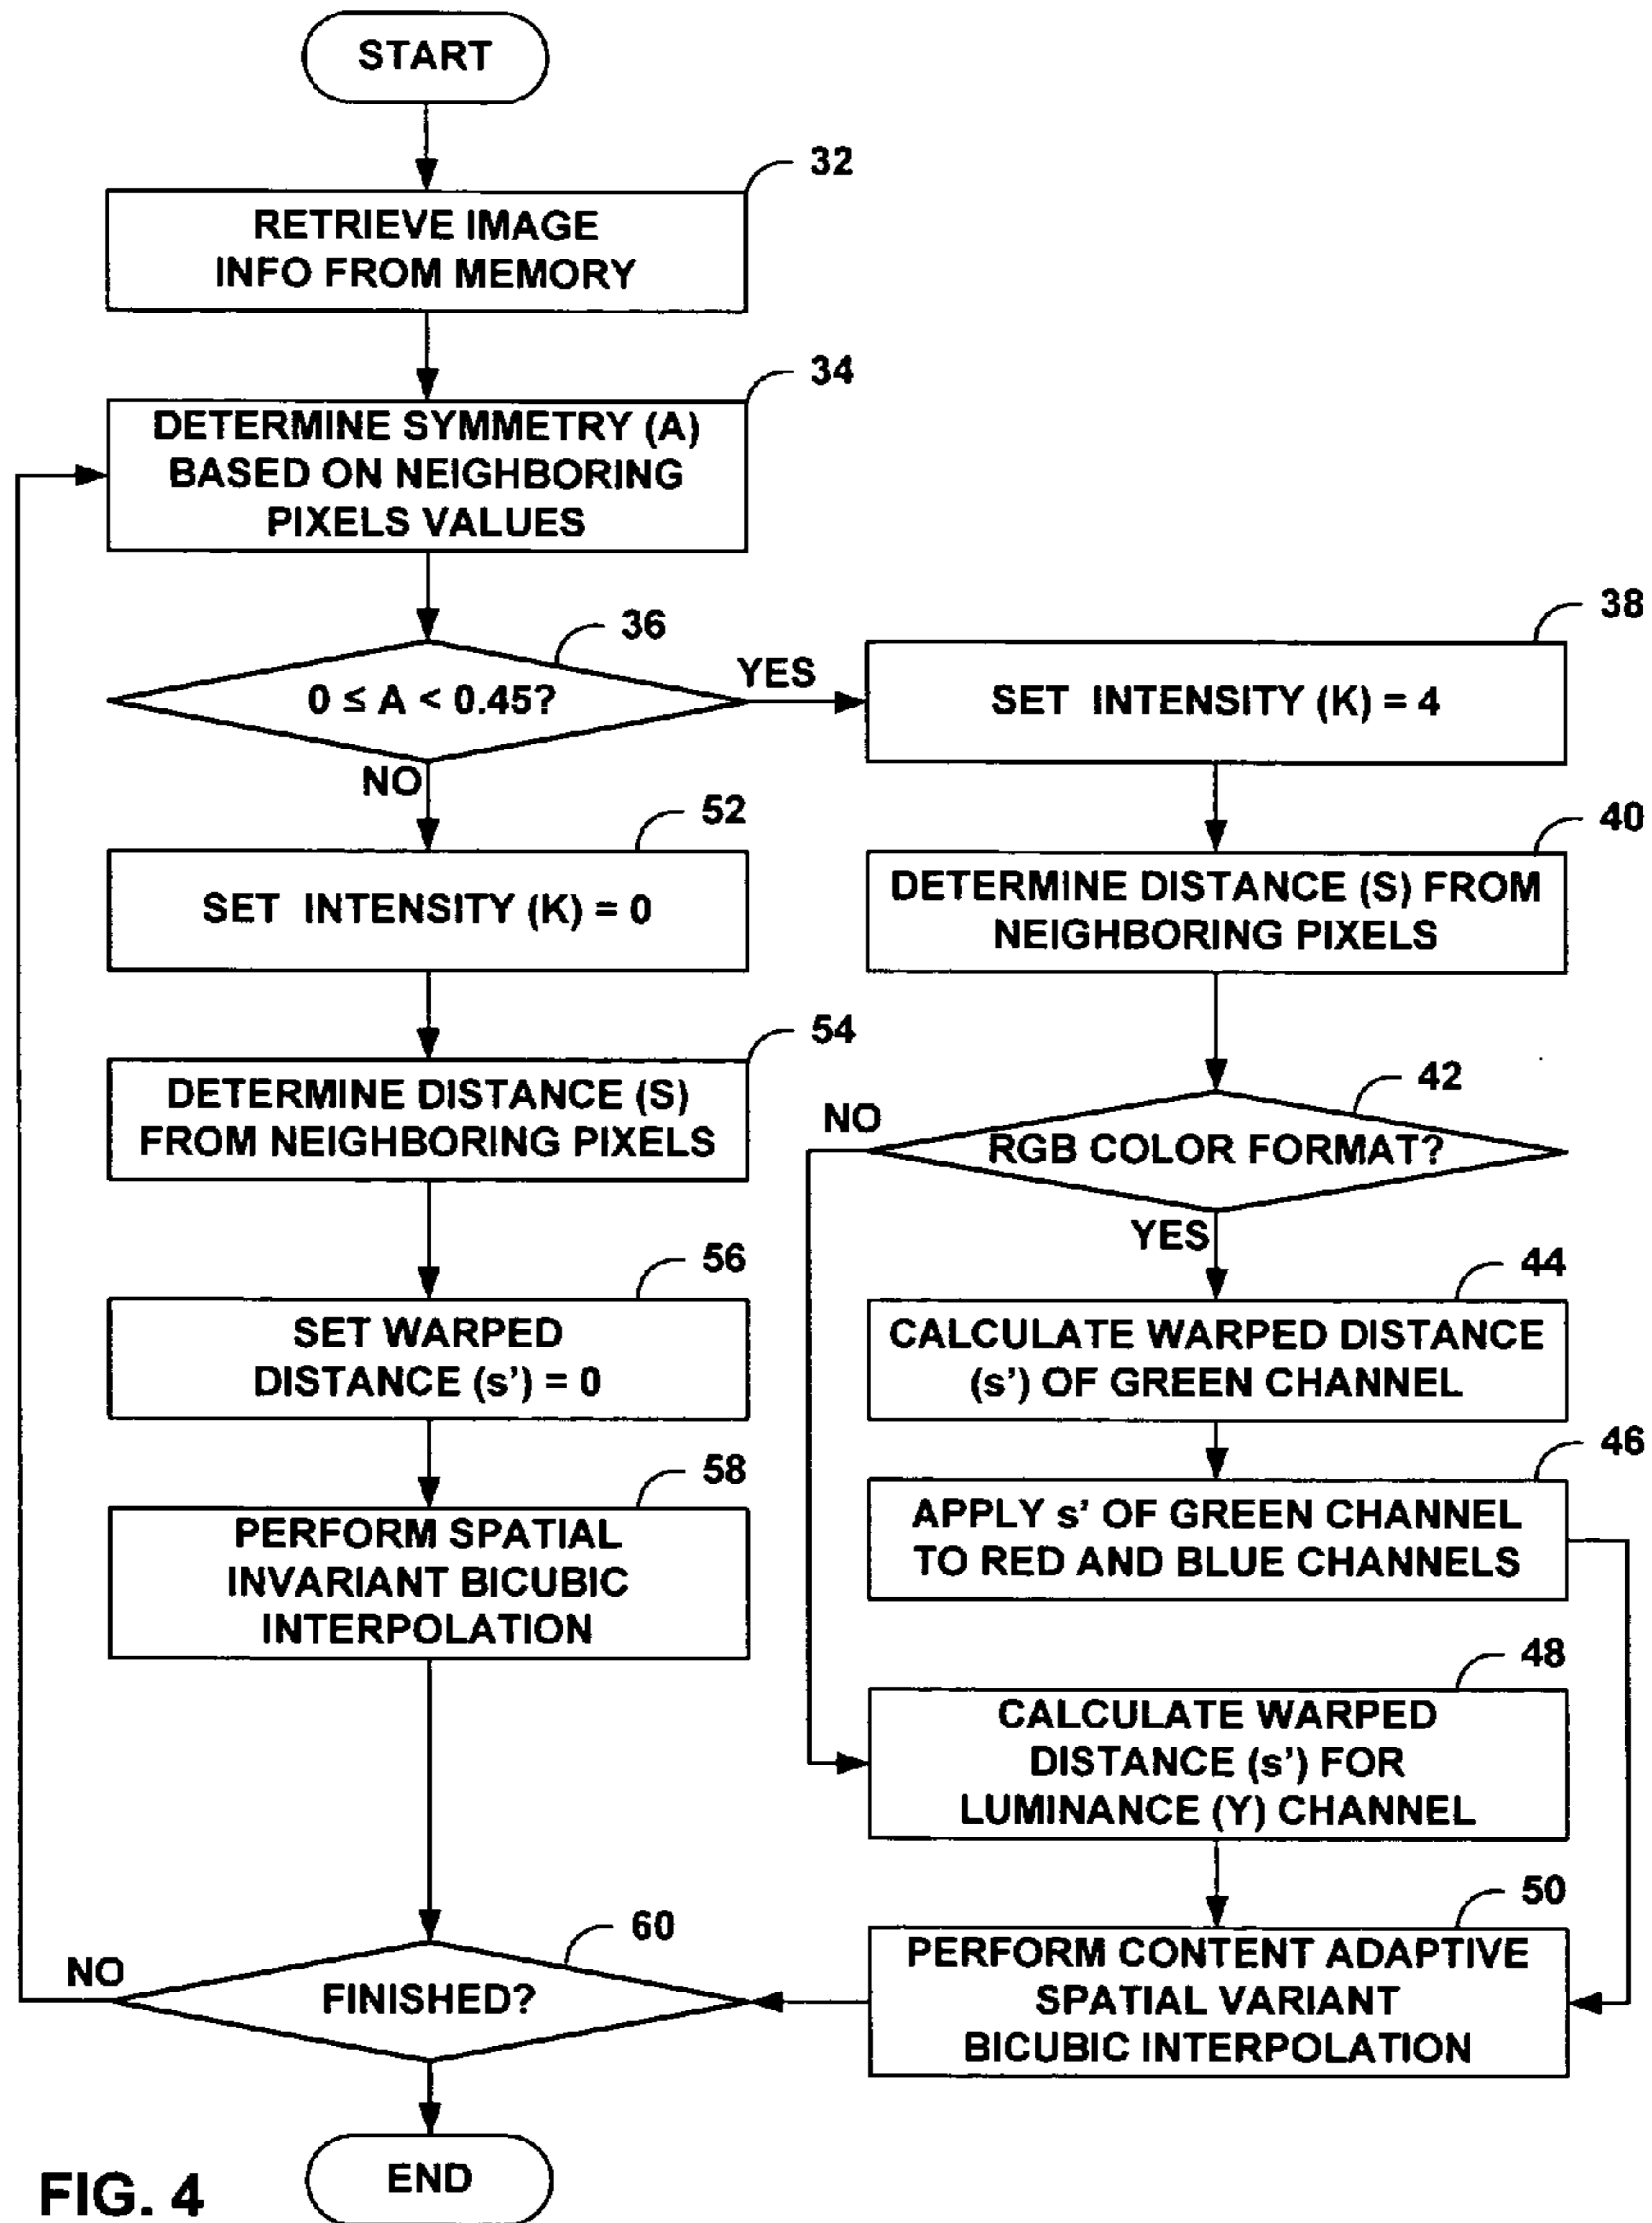 START
32
RETRIEVE IMAGE
INFO FROM MEMORY
34
DETERMINE SYMMETRY (A)
BASED ON NEIGHBORING
PIXELS VALUES
36
0 ≤ A < 0.45?
YES
NO
38
SET INTENSITY (K) = 4
40
DETERMINE DISTANCE (S) FROM
NEIGHBORING PIXELS
42
RGB COLOR FORMAT?
NO
YES
44
CALCULATE WARPED DISTANCE
(s’) OF GREEN CHANNEL
46
APPLY s’ OF GREEN CHANNEL
TO RED AND BLUE CHANNELS
48
CALCULATE WARPED
DISTANCE (s’) FOR
LUMINANCE (Y) CHANNEL
50
PERFORM CONTENT ADAPTIVE
SPATIAL VARIANT
BICUBIC INTERPOLATION
52
SET INTENSITY (K) = 0
54
DETERMINE DISTANCE (S)
FROM NEIGHBORING PIXELS
56
SET WARPED
DISTANCE (s’) = 0
58
PERFORM SPATIAL
INVARIANT BICUBIC
INTERPOLATION
60
FINISHED?
NO
END
FIG. 4